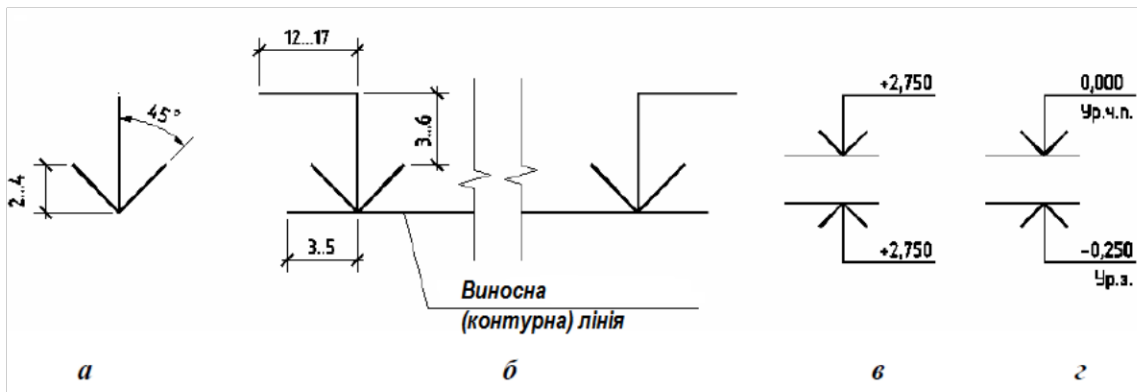 12...17
+2,750
0,000
Ур.ч.п.
45°
3...6
2...4
3..5
+2,750
-0,250
Ур.з.
Виносна
(контурна) лінія
а
б
в
г